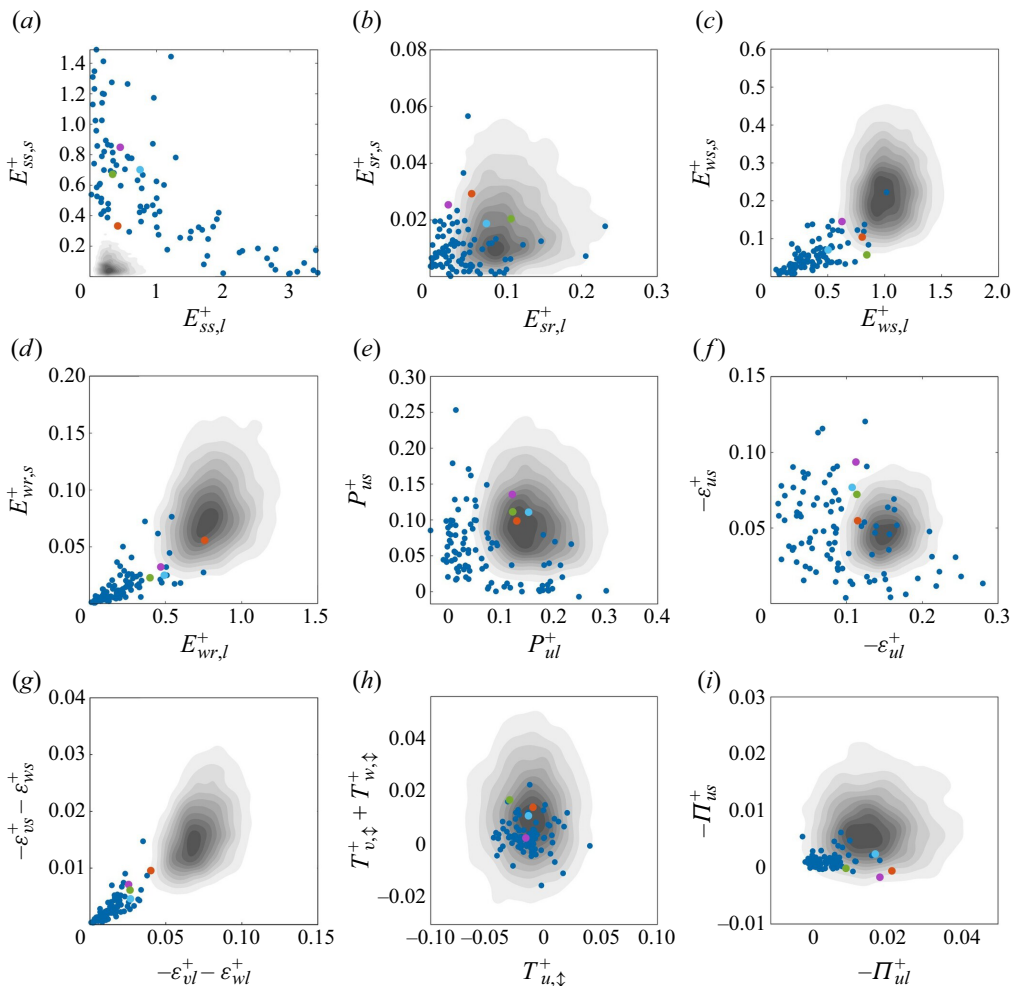 (a) (b) (c)
1.4 1.2 1.0 0.8 0.6 0.4 0.2
E⁺ss,s
0 1 2 3
E⁺ss,l
0.08 0.06 0.04 0.02
E⁺sr,s
0 0.1 0.2 0.3
E⁺sr,l
0.6 0.5 0.4 0.3 0.2 0.1
E⁺ws,s
0 0.5 1.0 1.5 2.0
E⁺ws,l
(d) (e) (f)
0.20 0.15 0.10 0.05
E⁺wr,s
0 0.5 1.0 1.5
E⁺wr,l
0.30 0.25 0.20 0.15 0.10 0.05 0
P⁺us
0 0.1 0.2 0.3 0.4
P⁺ul
0.15 0.10 0.05
−ε⁺us
0 0.1 0.2 0.3
−ε⁺ul
(g) (h) (i)
0.04 0.03 0.02 0.01
−ε⁺vs − ε⁺ws
0 0.05 0.10 0.15
−ε⁺vl − ε⁺wl
0.04 0.02 0 −0.02
T⁺v,↕ + T⁺w,↕
−0.10 −0.05 0 0.05 0.10
T⁺u,↕
0.03 0.02 0.01 0 −0.01
−Π⁺us
0 0.02 0.04
−Π⁺ul